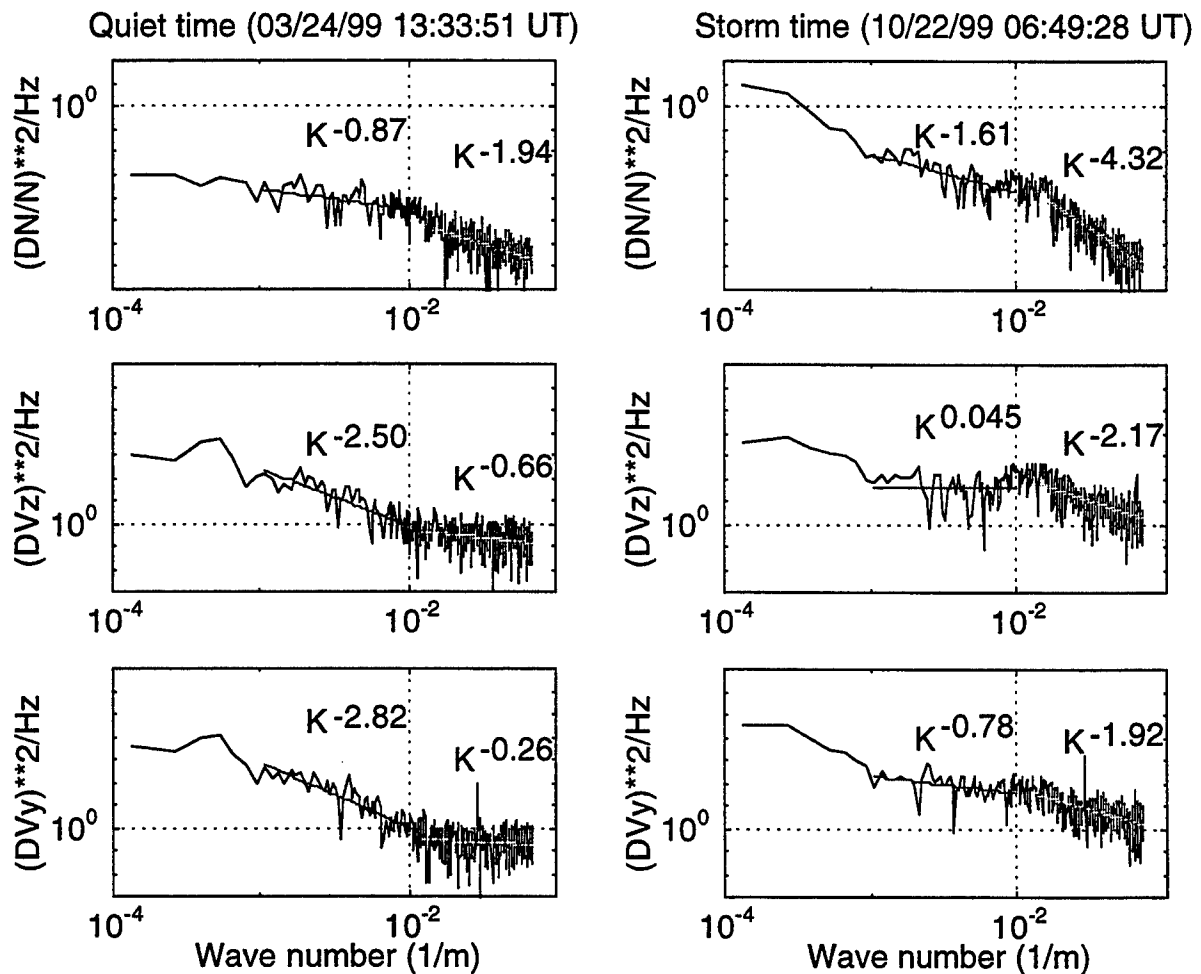 Quiet time (03/24/99 13:33:51 UT)
Storm time (10/22/99 06:49:28 UT)
(DN/N)**2/Hz
10^0
K^-0.87
K^-1.94
10^-4
10^-2
(DN/N)**2/Hz
10^0
K^-1.61
K^-4.32
10^-4
10^-2
(DVz)**2/Hz
10^0
K^-2.50
K^-0.66
10^-4
10^-2
(DVz)**2/Hz
10^0
K^0.045
K^-2.17
10^-4
10^-2
(DVy)**2/Hz
10^0
K^-2.82
K^-0.26
10^-4
10^-2
Wave number (1/m)
(DVy)**2/Hz
10^0
K^-0.78
K^-1.92
10^-4
10^-2
Wave number (1/m)